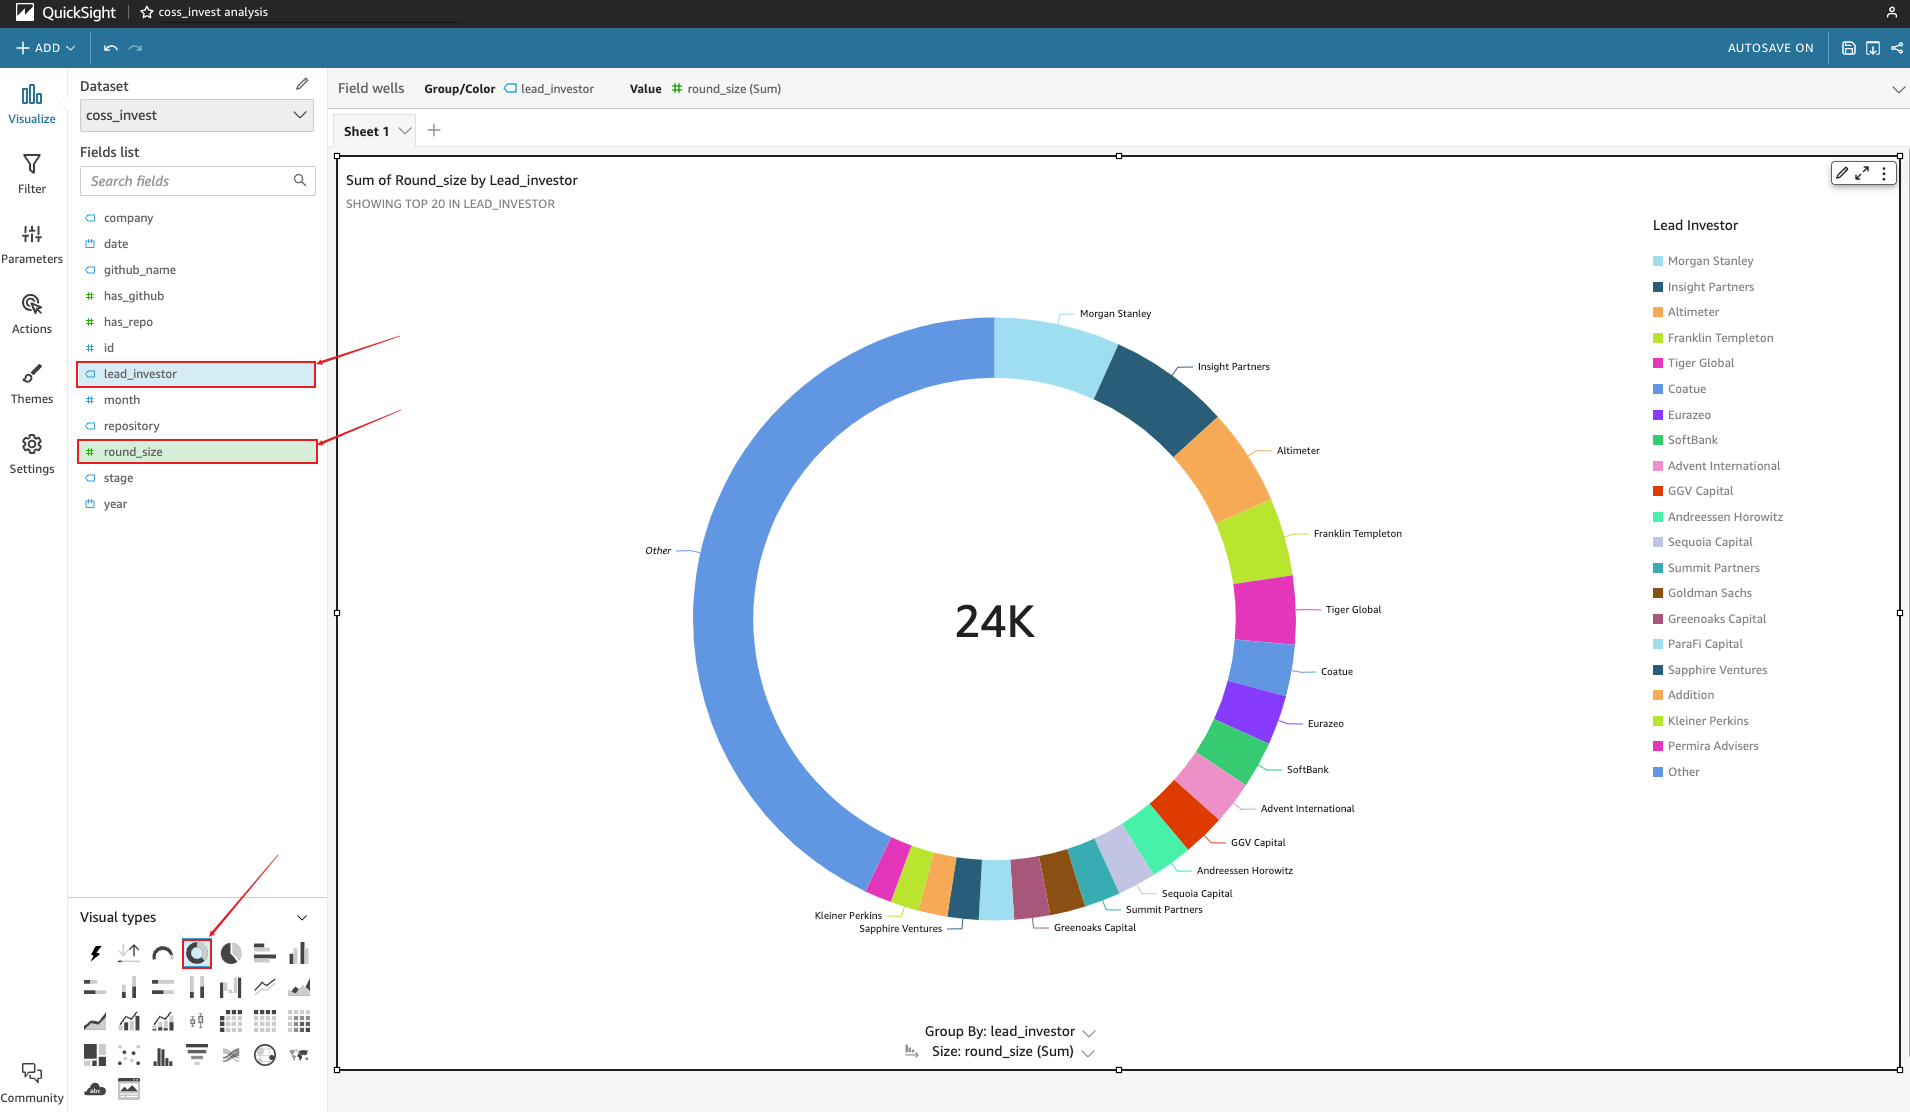 QuickSight
coss_invest analysis
ADD
AUTOSAVE ON
Visualize
Filter
Parameters
Actions
Themes
Settings
Community
Dataset
coss_invest
Fields list
Search fields
company
date
github_name
has_github
has_repo
id
lead_investor
month
repository
round_size
stage
year
Visual types
abc
Field wells
Group/Color lead_investor
Value round_size (Sum)
Sheet 1
Sum of Round_size by Lead_investor
SHOWING TOP 20 IN LEAD_INVESTOR
Morgan Stanley
Insight Partners
Altimeter
Franklin Templeton
Tiger Global
Coatue
Eurazeo
SoftBank
Advent International
GGV Capital
Andreessen Horowitz
Sequoia Capital
Summit Partners
Greenoaks Capital
Sapphire Ventures
Kleiner Perkins
Other
24K
Group By: lead_investor
Size: round_size (Sum)
Lead Investor
Morgan Stanley
Insight Partners
Altimeter
Franklin Templeton
Tiger Global
Coatue
Eurazeo
SoftBank
Advent International
GGV Capital
Andreessen Horowitz
Sequoia Capital
Summit Partners
Goldman Sachs
Greenoaks Capital
ParaFi Capital
Sapphire Ventures
Addition
Kleiner Perkins
Permira Advisers
Other